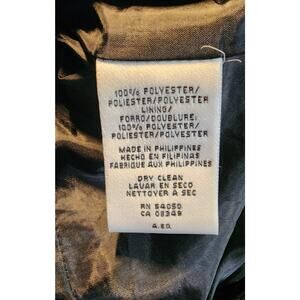 100% POLYESTER/
POLIESTER/POLYESTER
LINING/
FORRO/DOUBLURE:
100% POLYESTER/
POLIESTER/POLYESTER
MADE IN PHILIPPINES
HECHO EN FILIPINAS
FABRIQUE AUX PHILIPPINES
DRY CLEAN
LAVAR EN SECO
NETTOYER A SEC
RN 54050
CA 08349
A. EO.